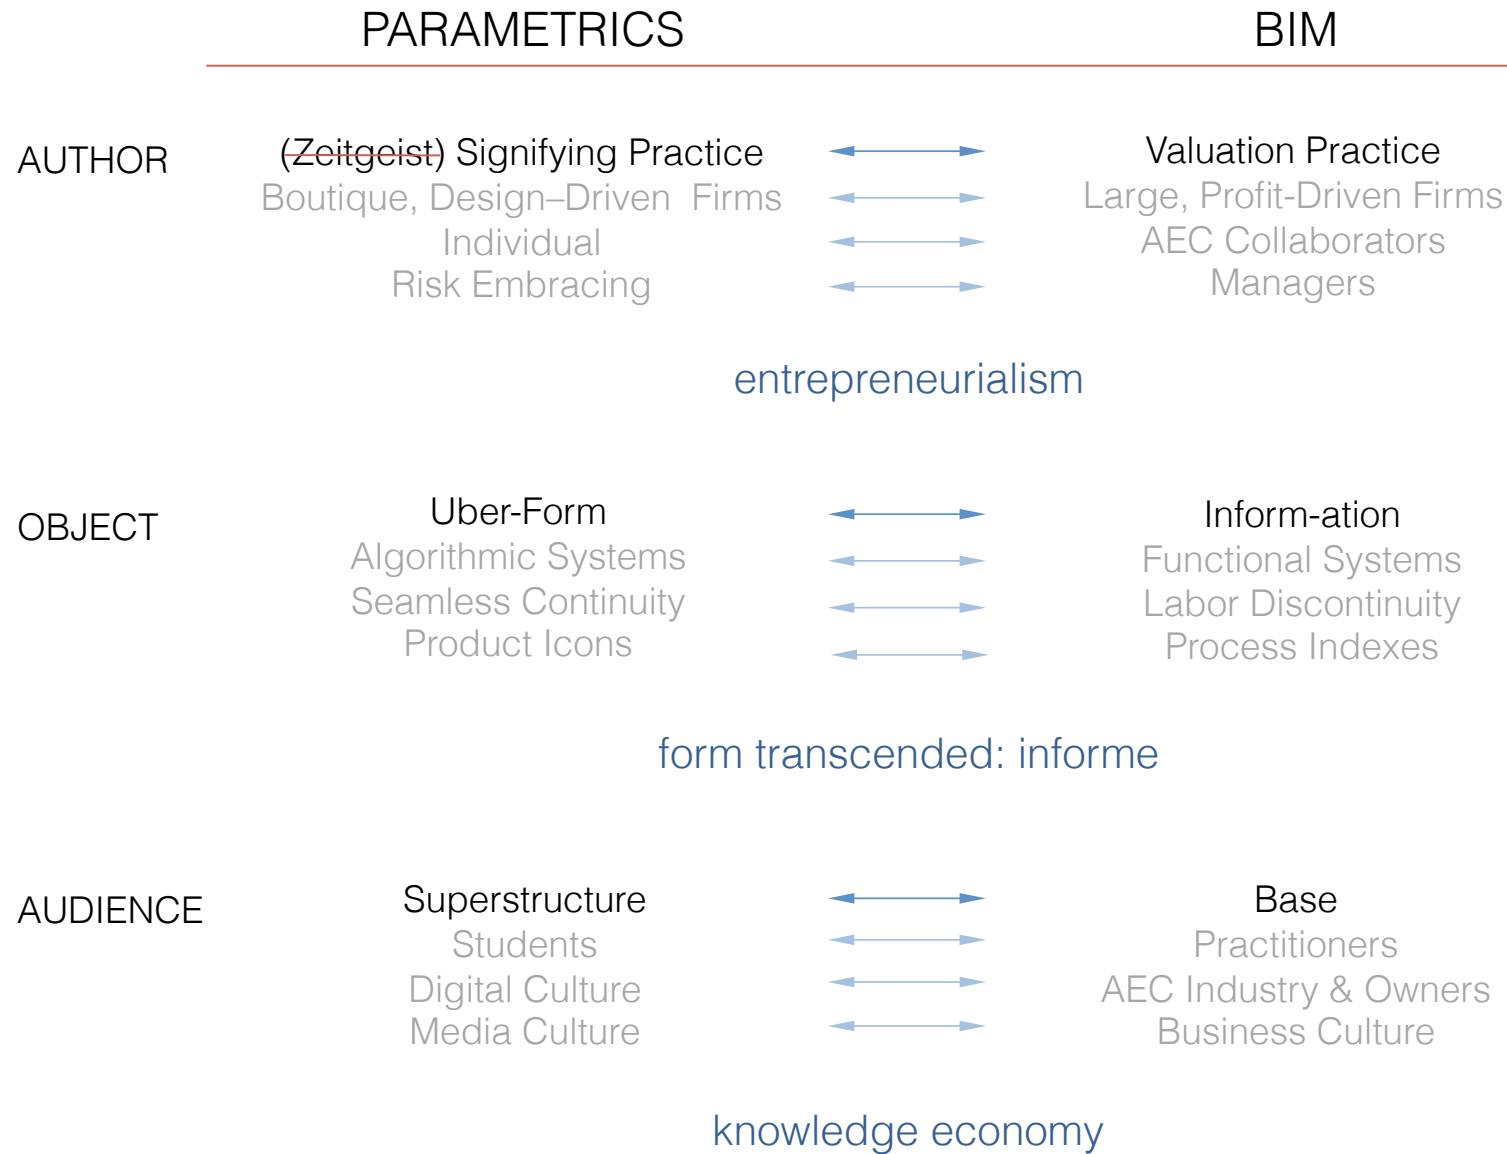 PARAMETRICS BIM
AUTHOR (Zeitgeist) Signifying Practice Valuation Practice
Boutique, Design–Driven Firms Large, Profit-Driven Firms
Individual AEC Collaborators
Risk Embracing Managers
entrepreneurialism
OBJECT Uber-Form Inform-ation
Algorithmic Systems Functional Systems
Seamless Continuity Labor Discontinuity
Product Icons Process Indexes
form transcended: informe
AUDIENCE Superstructure Base
Students Practitioners
Digital Culture AEC Industry & Owners
Media Culture Business Culture
knowledge economy